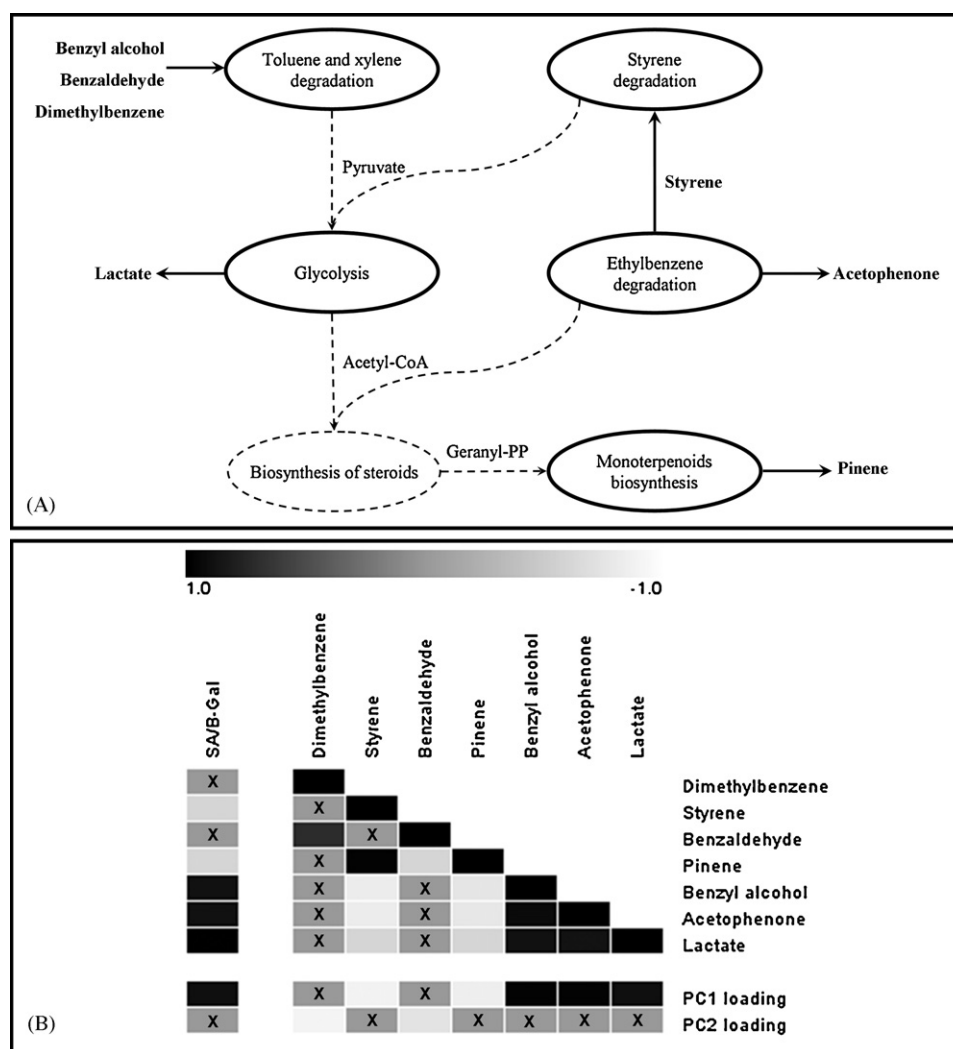 Benzyl alcohol
Benzaldehyde
Dimethylbenzene
Toluene and xylene
degradation
Styrene
degradation
Pyruvate
Styrene
Lactate
Glycolysis
Ethylbenzene
degradation
Acetophenone
Acetyl-CoA
Biosynthesis of steroids
Geranyl-PP
Monoterpenoids
biosynthesis
Pinene
(A)
1.0
-1.0
SA/B-Gal
Dimethylbenzene
Styrene
Benzaldehyde
Pinene
Benzyl alcohol
Acetophenone
Lactate
X Dimethylbenzene
X Styrene
X X Benzaldehyde
X Pinene
X X Benzyl alcohol
X X Acetophenone
X X Lactate
X X PC1 loading
X X X X X X PC2 loading
(B)